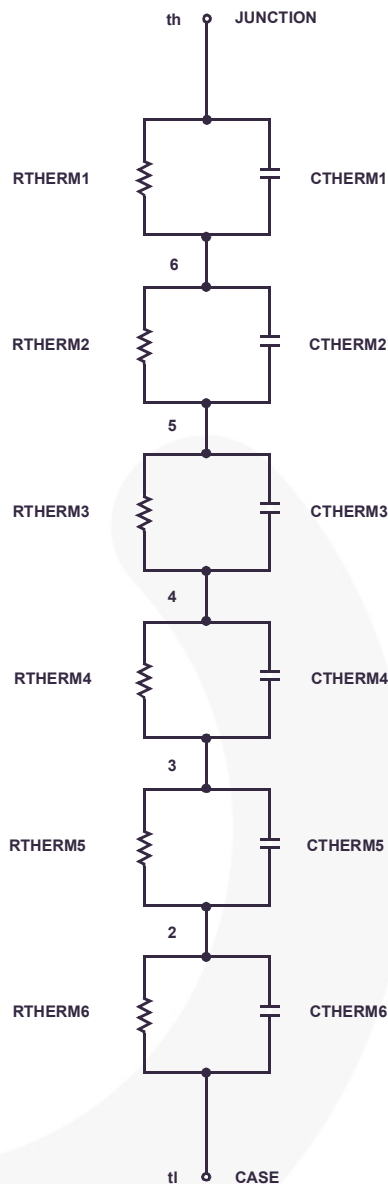 th JUNCTION
RTHERM1 CTHERM1
6
RTHERM2 CTHERM2
5
RTHERM3 CTHERM3
4
RTHERM4 CTHERM4
3
RTHERM5 CTHERM5
2
RTHERM6 CTHERM6
tl CASE